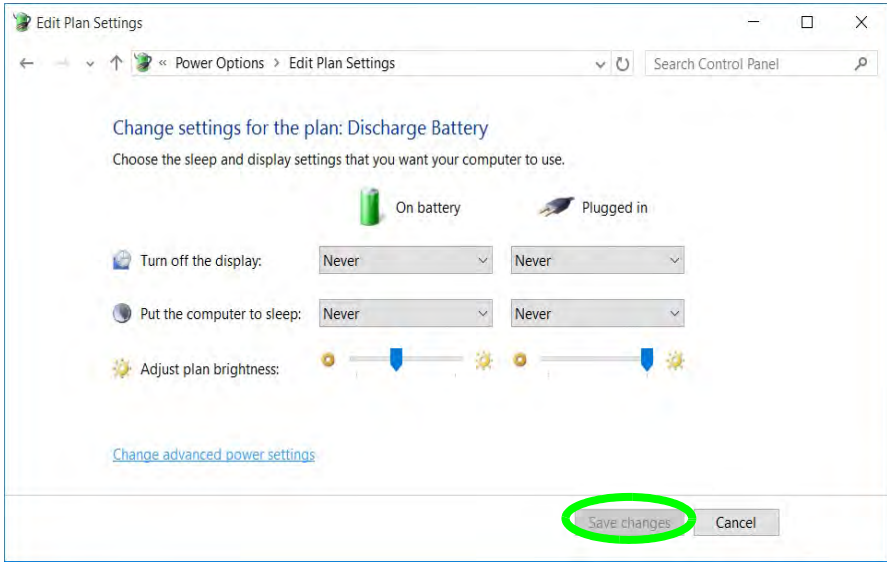 Edit Plan Settings
« Power Options > Edit Plan Settings
Search Control Panel
Change settings for the plan: Discharge Battery
Choose the sleep and display settings that you want your computer to use.
On battery Plugged in
Turn off the display: Never Never
Put the computer to sleep: Never Never
Adjust plan brightness:
Change advanced power settings
Save changes Cancel